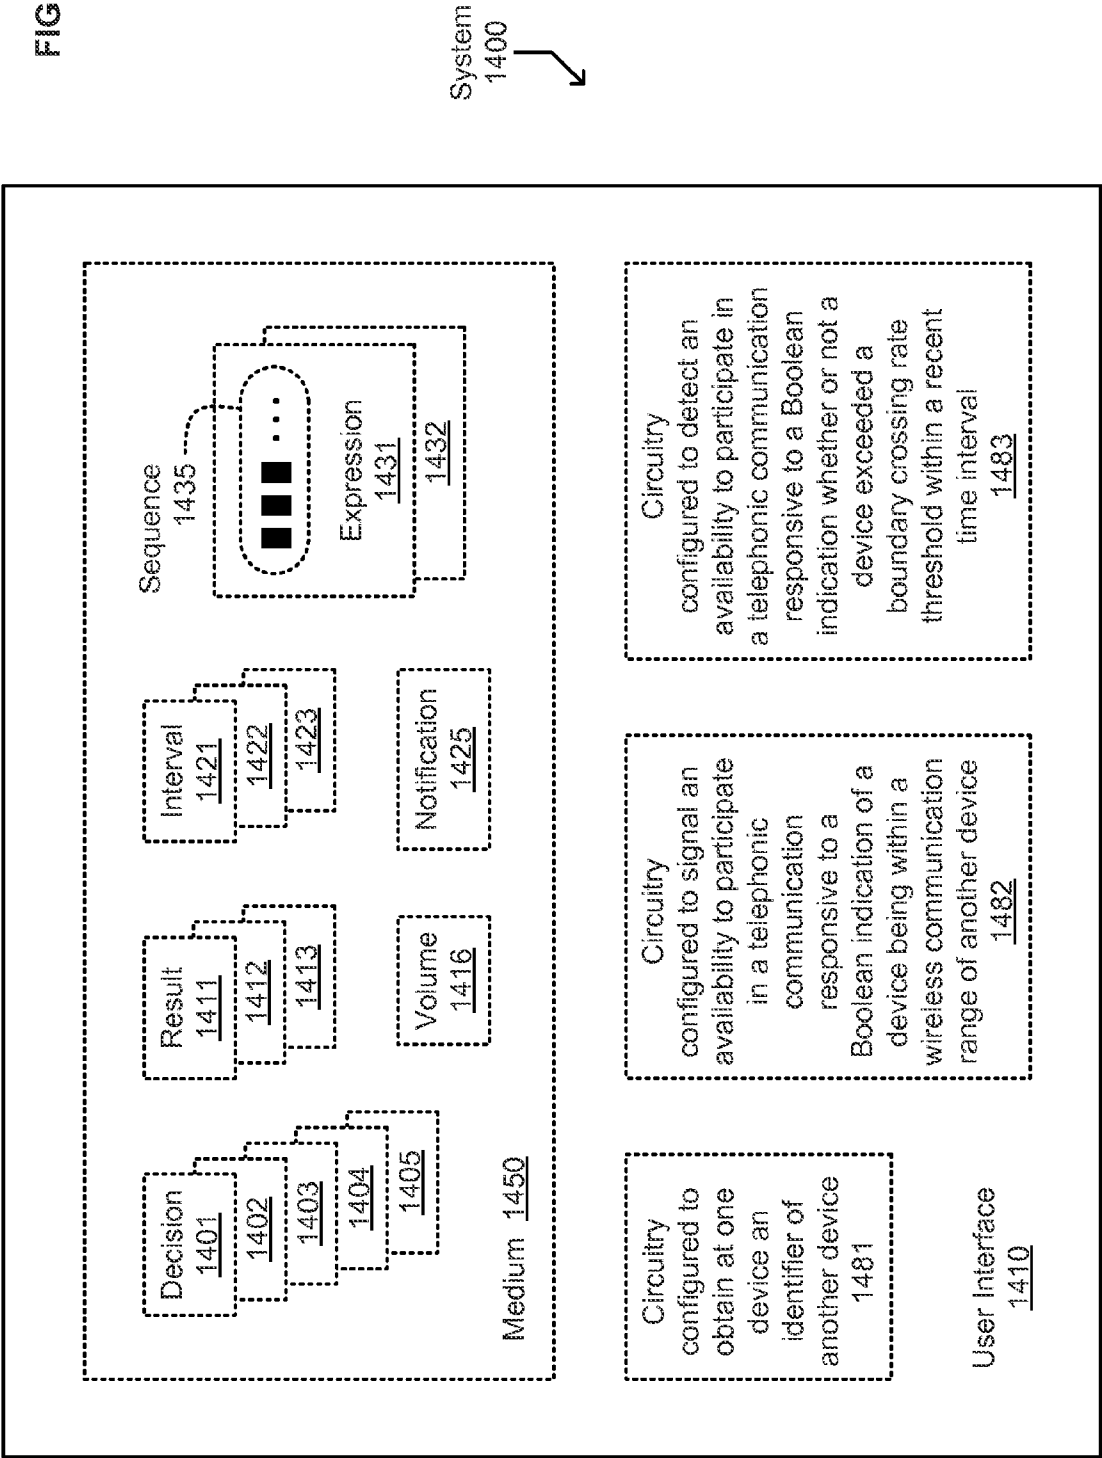 FIG
System
1400
Decision
1401
1402
1403
1404
1405
Result
1411
1412
1413
Interval
1421
1422
1423
Sequence
1435
Expression
1431
1432
Volume
1416
Notification
1425
Medium 1450
Circuitry
configured to
obtain at one
device an
identifier of
another device
1481
Circuitry
configured to signal an
availability to participate
in a telephonic
communication
responsive to a
Boolean indication of a
device being within a
wireless communication
range of another device
1482
Circuitry
configured to detect an
availability to participate in
a telephonic communication
responsive to a Boolean
indication whether or not a
device exceeded a
boundary crossing rate
threshold within a recent
time interval
1483
User Interface
1410